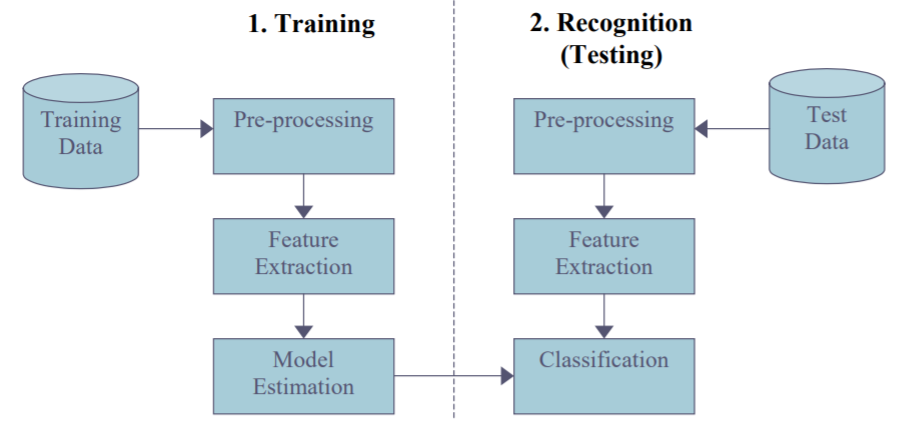 1. Training
2. Recognition
(Testing)
Training
Data
Pre-processing
Pre-processing
Test
Data
Feature
Extraction
Feature
Extraction
Model
Estimation
Classification